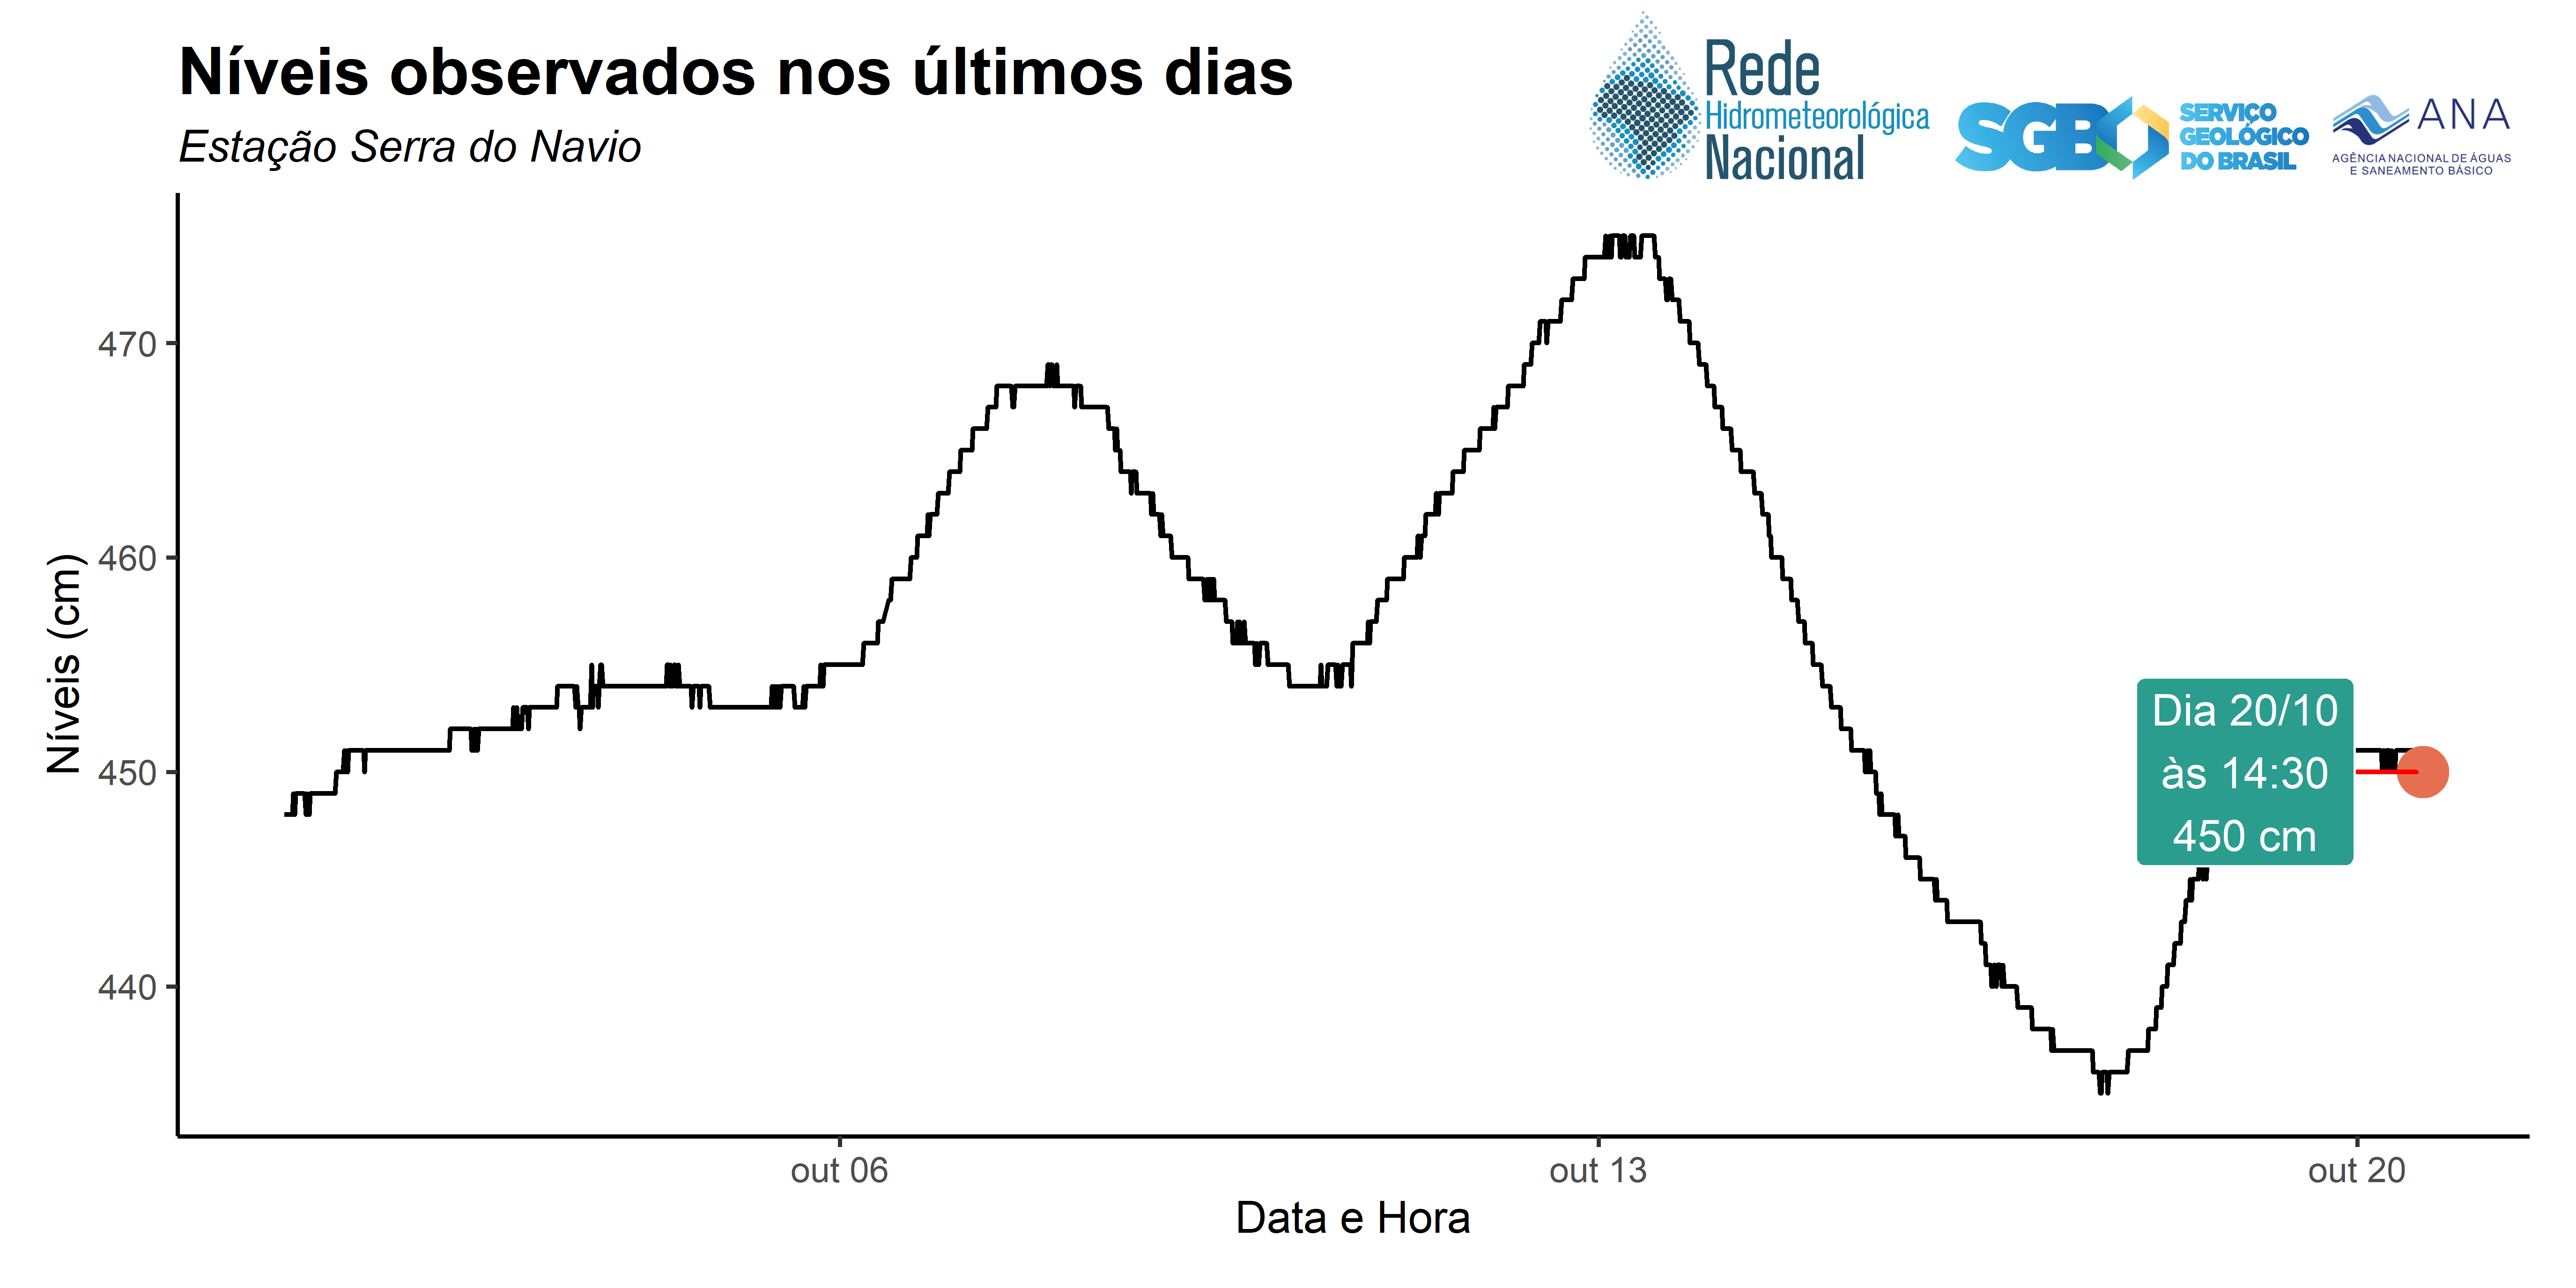 Níveis observados nos últimos dias
Estação Serra do Navio
Rede
Hidrometeorológica
Nacional
SGB
SERVIÇO
GEOLÓGICO
DO BRASIL
ANA
AGÊNCIA NACIONAL DE ÁGUAS
E SANEAMENTO BÁSICO
Níveis (cm)
470
460
450
440
Dia 20/10
às 14:30
450 cm
out 06
out 13
out 20
Data e Hora